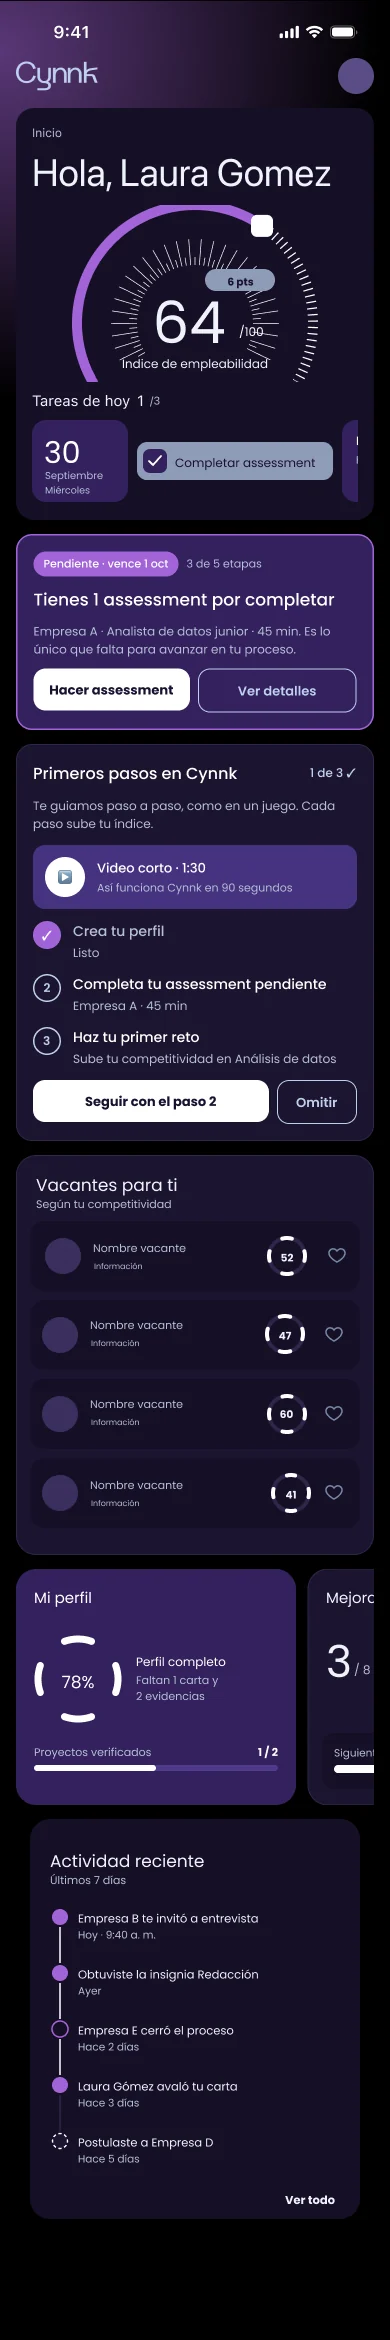 9:41
Cynnk
Inicio
Hola, Laura Gomez
6 pts
64 /100
Índice de empleabilidad
Tareas de hoy 1 /3
30
Septiembre
Miércoles
Completar assessment
Pendiente · vence 1 oct
3 de 5 etapas
Tienes 1 assessment por completar
Empresa A · Analista de datos junior · 45 min. Es lo
único que falta para avanzar en tu proceso.
Hacer assessment
Ver detalles
Primeros pasos en Cynnk
1 de 3 ✓
Te guiamos paso a paso, como en un juego. Cada
paso sube tu índice.
Video corto · 1:30
Así funciona Cynnk en 90 segundos
✓
Crea tu perfil
Listo
2
Completa tu assessment pendiente
Empresa A · 45 min
3
Haz tu primer reto
Sube tu competitividad en Análisis de datos
Seguir con el paso 2
Omitir
Vacantes para ti
Según tu competitividad
Nombre vacante
Información
52
Nombre vacante
Información
47
Nombre vacante
Información
60
Nombre vacante
Información
41
Mi perfil
78%
Perfil completo
Faltan 1 carta y
2 evidencias
Proyectos verificados
1 / 2
Mejorc
3 / 8
Siguient
Actividad reciente
Últimos 7 días
Empresa B te invitó a entrevista
Hoy · 9:40 a. m.
Obtuviste la insignia Redacción
Ayer
Empresa E cerró el proceso
Hace 2 días
Laura Gómez avaló tu carta
Hace 3 días
Postulaste a Empresa D
Hace 5 días
Ver todo